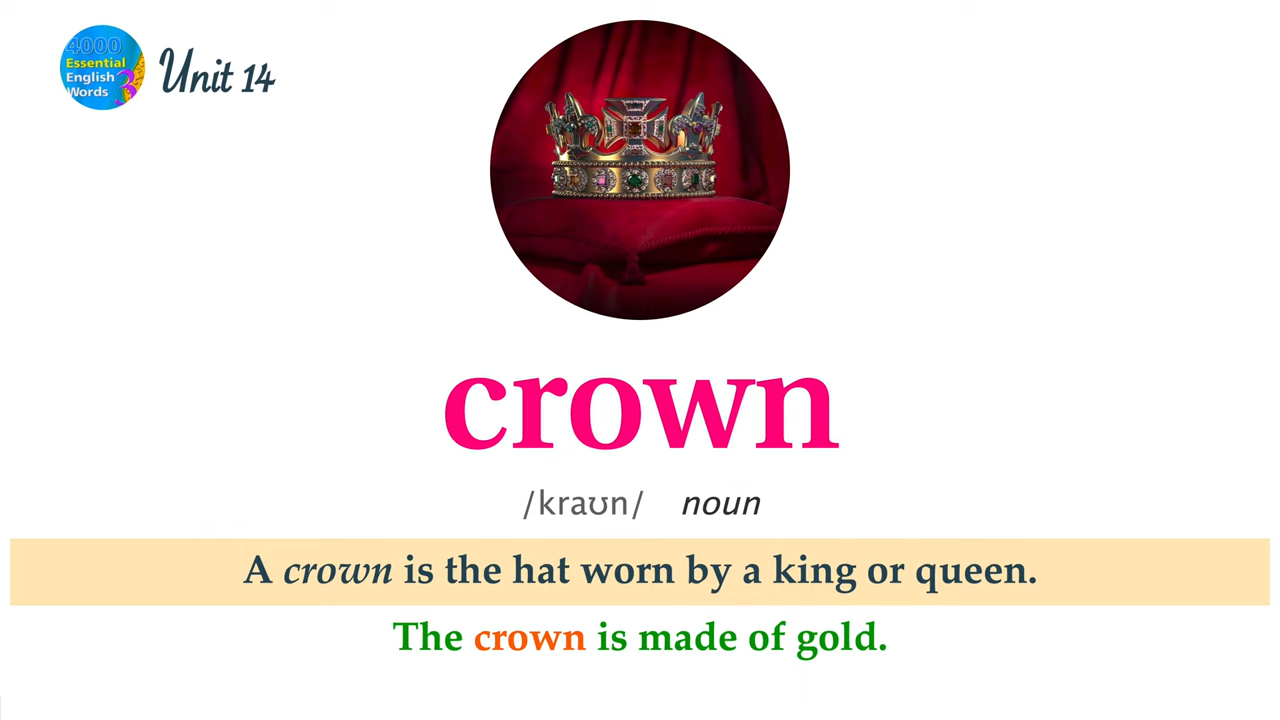 4000
Essential
English
Words 3
Unit 14
crown
/kraʊn/ noun
A crown is the hat worn by a king or queen.
The crown is made of gold.